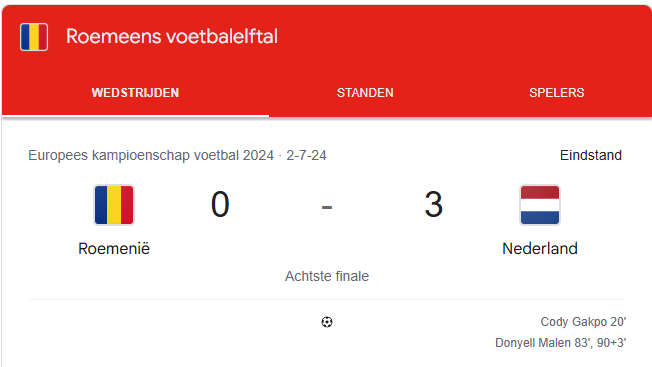 Roemeens voetbalelftal
WEDSTRIJDEN STANDEN SPELERS
Europees kampioenschap voetbal 2024 · 2-7-24 Eindstand
0 - 3
Roemenië Nederland
Achtste finale
Cody Gakpo 20'
Donyell Malen 83', 90+3'